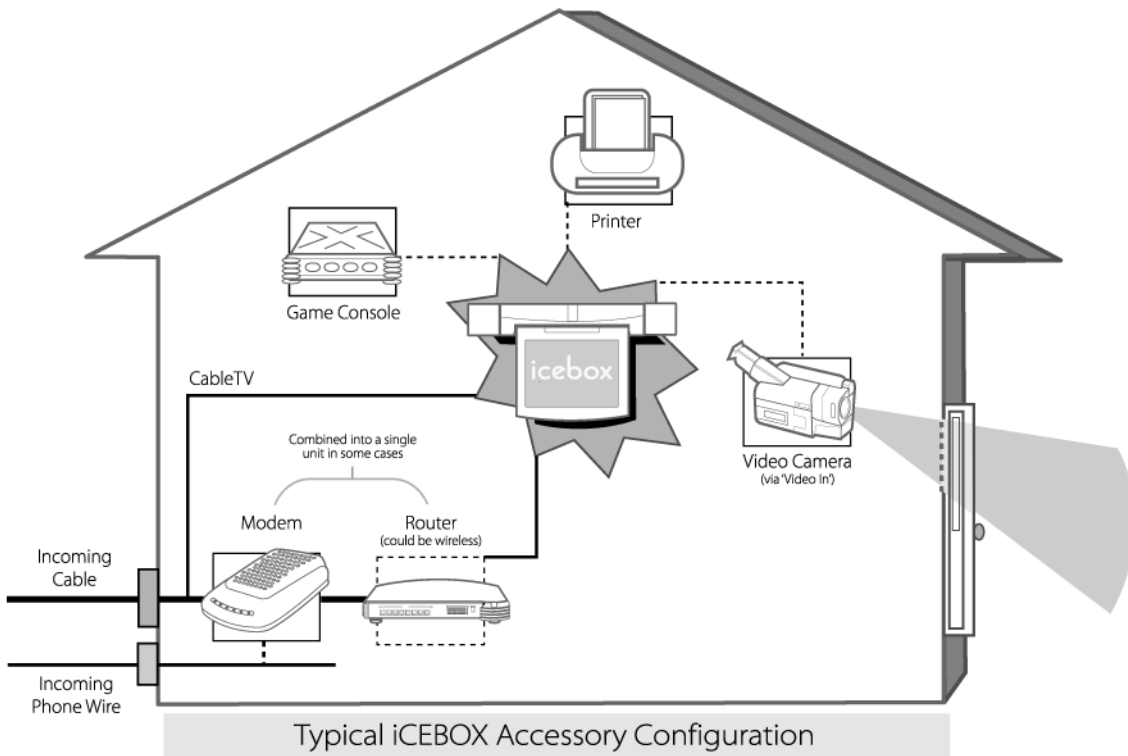 Printer
Game Console
icebox
CableTV
Combined into a single
unit in some cases
Video Camera
(via 'Video In')
Modem
Router
(could be wireless)
Incoming
Cable
Incoming
Phone Wire
Typical iCEBOX Accessory Configuration